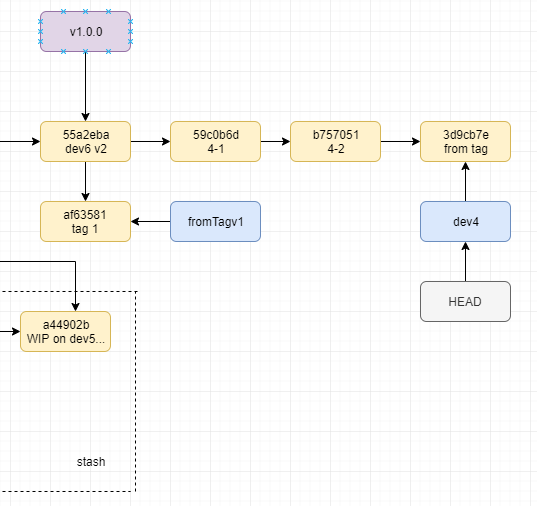 v1.0.0
55a2eba
dev6 v2
59c0b6d
4-1
b757051
4-2
3d9cb7e
from tag
af63581
tag 1
fromTagv1
dev4
HEAD
a44902b
WIP on dev5...
stash